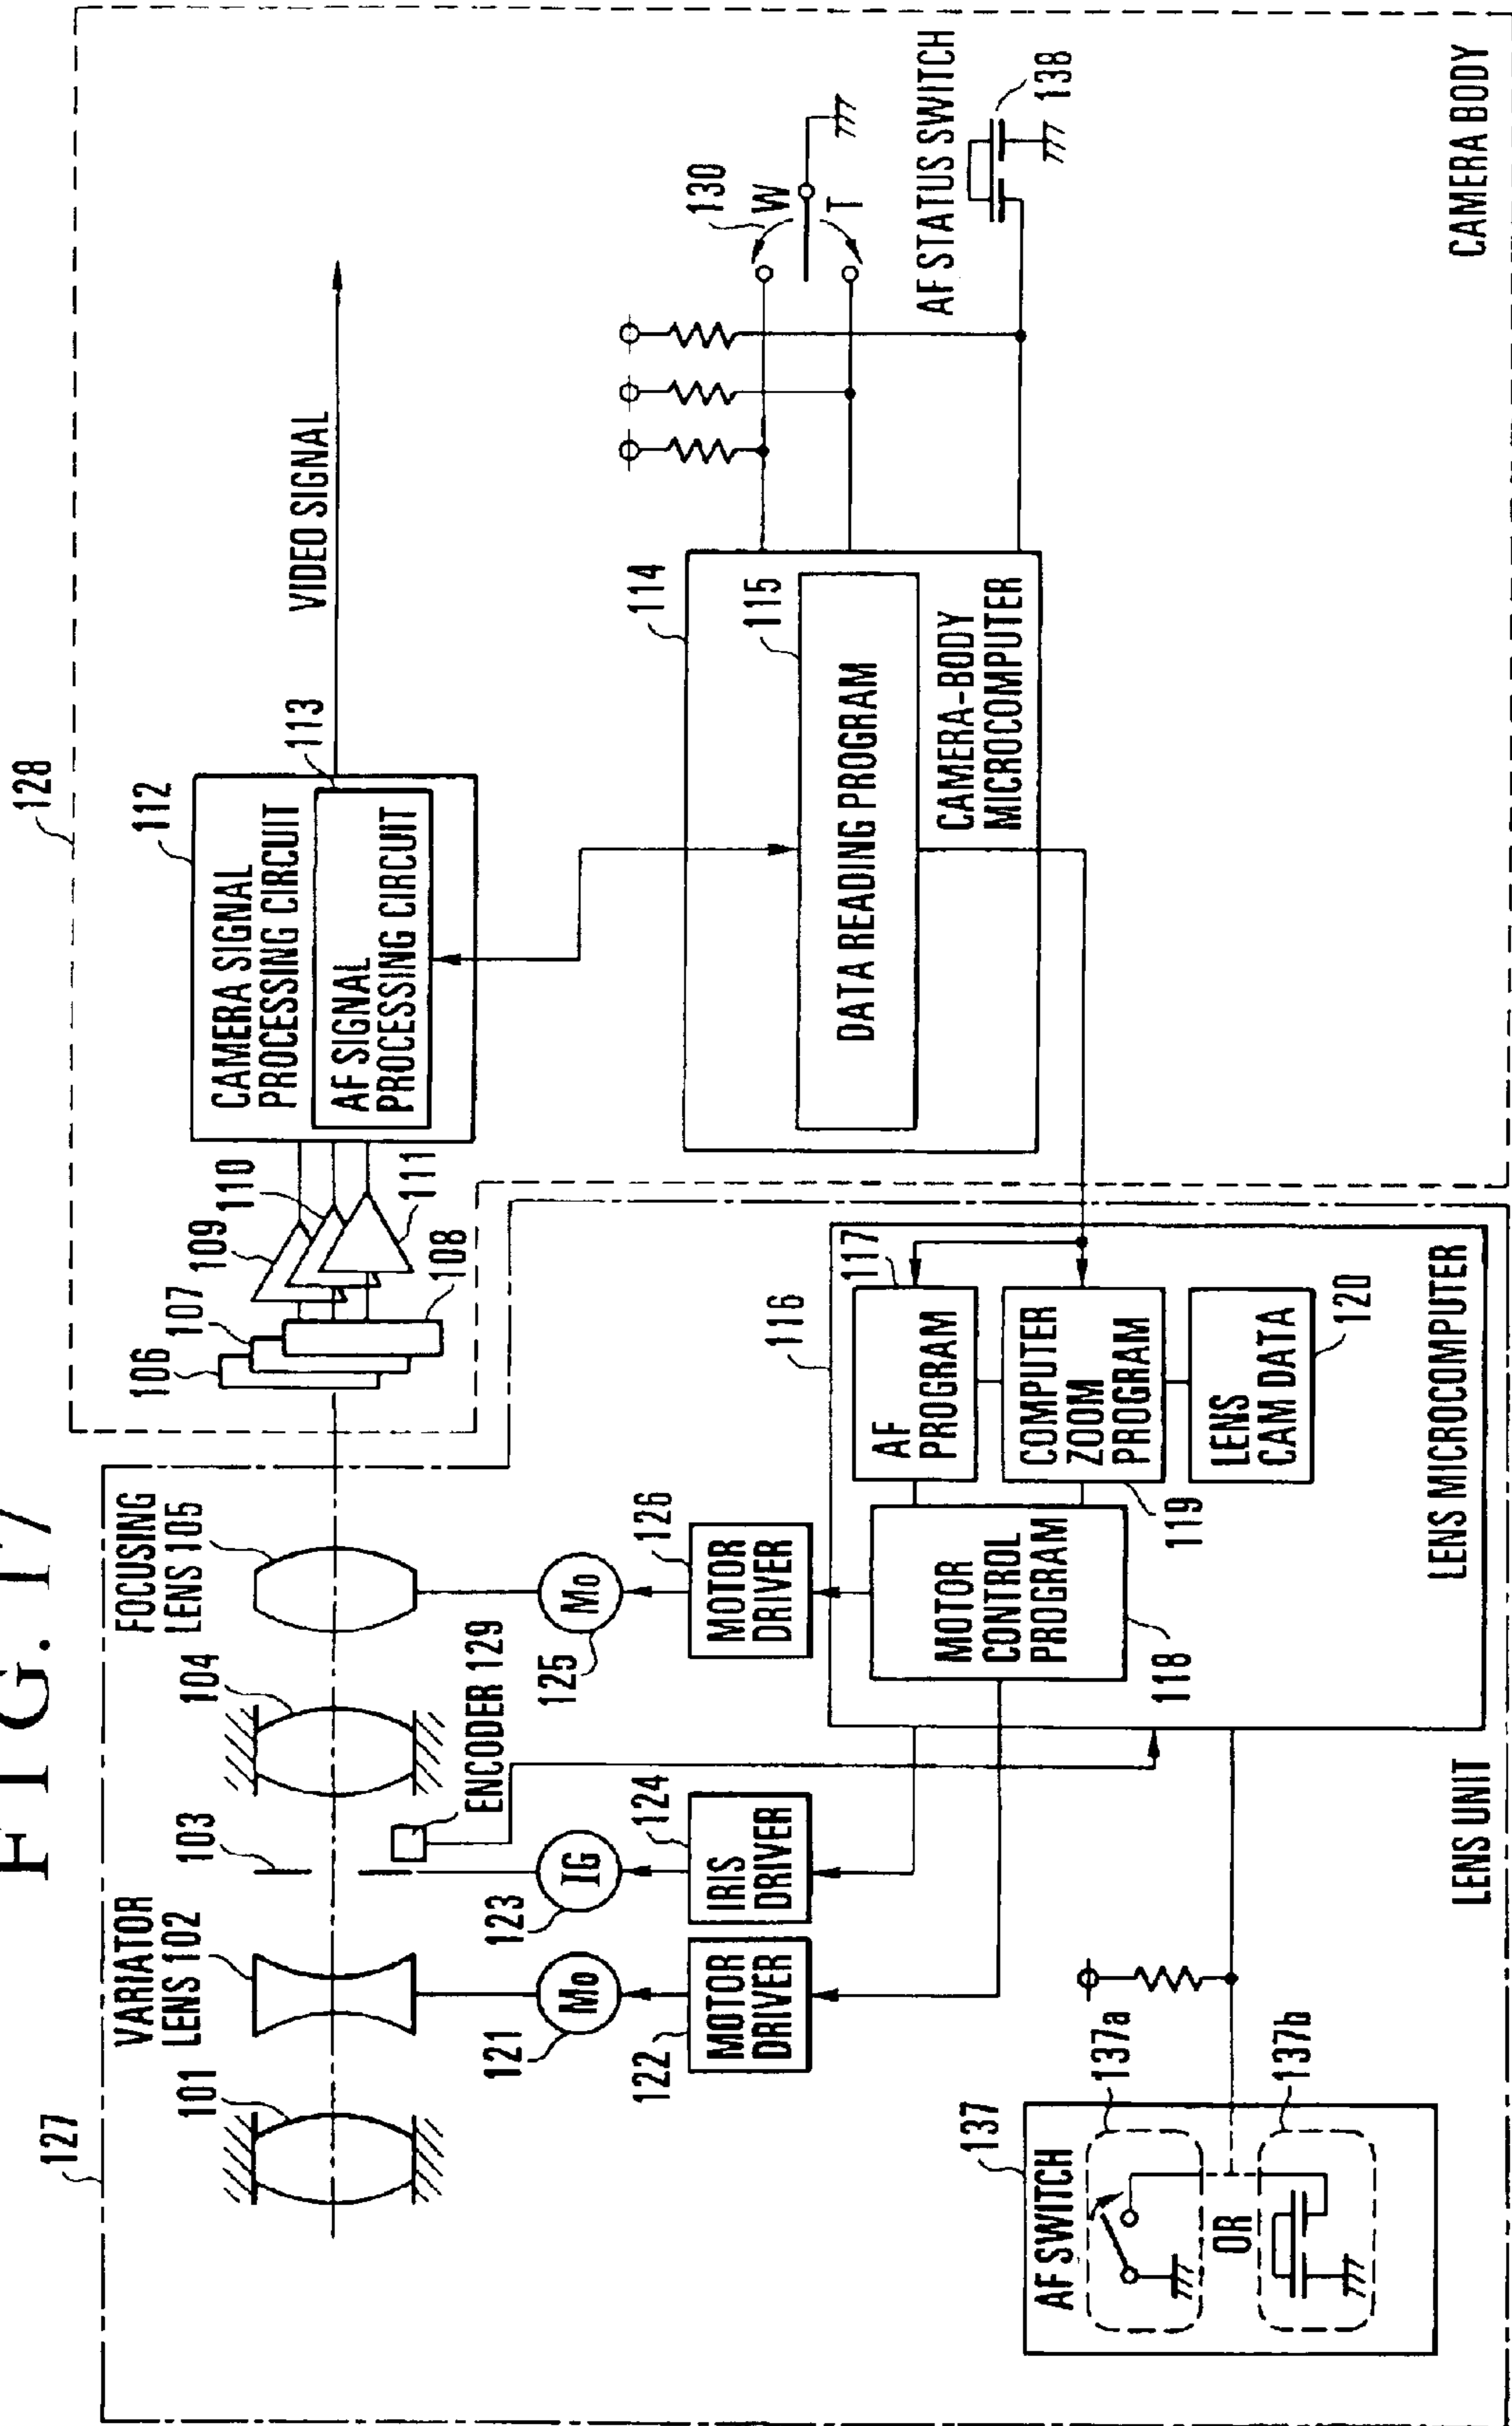 FIG. 17
128
112
CAMERA SIGNAL
PROCESSING CIRCUIT
113
AF SIGNAL
PROCESSING CIRCUIT
VIDEO SIGNAL
109
110
111
106
107
108
114
115
DATA READING PROGRAM
CAMERA-BODY
MICROCOMPUTER
130
W
T
AF STATUS SWITCH
138
CAMERA BODY
127
101
VARIATOR
LENS 102
103
104
FOCUSING
LENS 105
ENCODER 129
121
Mo
123
IG
125
Mo
122
MOTOR
DRIVER
124
IRIS
DRIVER
126
MOTOR
DRIVER
116
117
AF
PROGRAM
MOTOR
CONTROL
PROGRAM
118
COMPUTER
ZOOM
PROGRAM
119
LENS
CAM DATA
120
LENS MICROCOMPUTER
137
AF SWITCH
137a
OR
137b
LENS UNIT